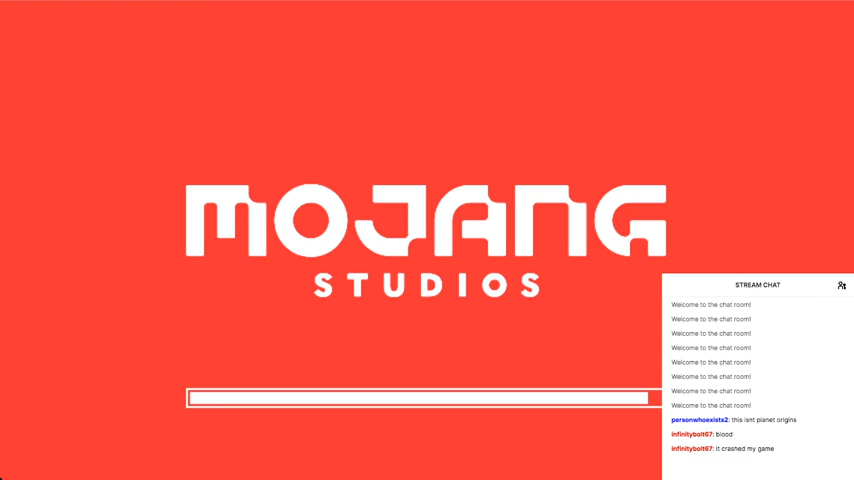 MOJANG
STUDIOS
STREAM CHAT
Welcome to the chat room!
Welcome to the chat room!
Welcome to the chat room!
Welcome to the chat room!
Welcome to the chat room!
Welcome to the chat room!
Welcome to the chat room!
Welcome to the chat room!
personwhoexists2: this isnt planet origins
infinitybolt67: blood
infinitybolt67: it crashed my game